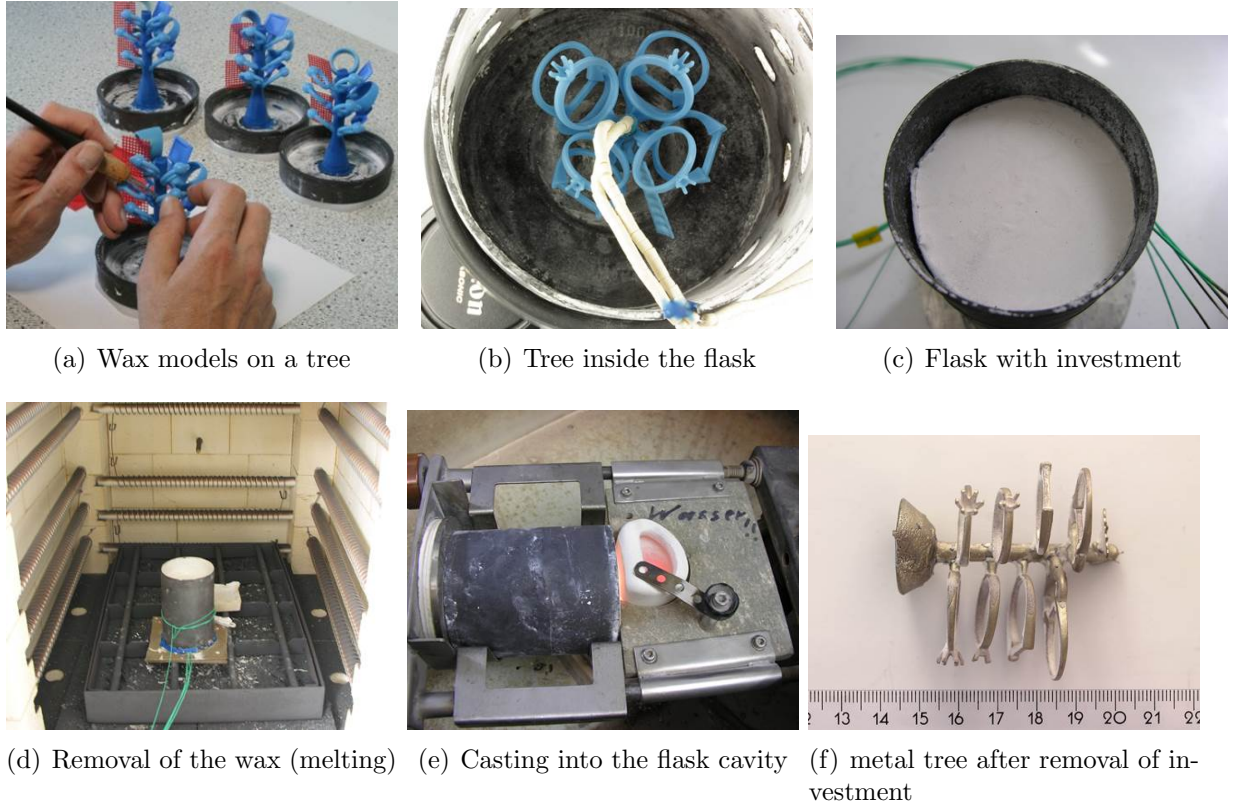 (a) Wax models on a tree
100
(b) Tree inside the flask
(c) Flask with investment
Wasser
(d) Removal of the wax (melting)
(e) Casting into the flask cavity
13 14 15 16 17 18 19 20 21 22
(f) metal tree after removal of in-
vestment